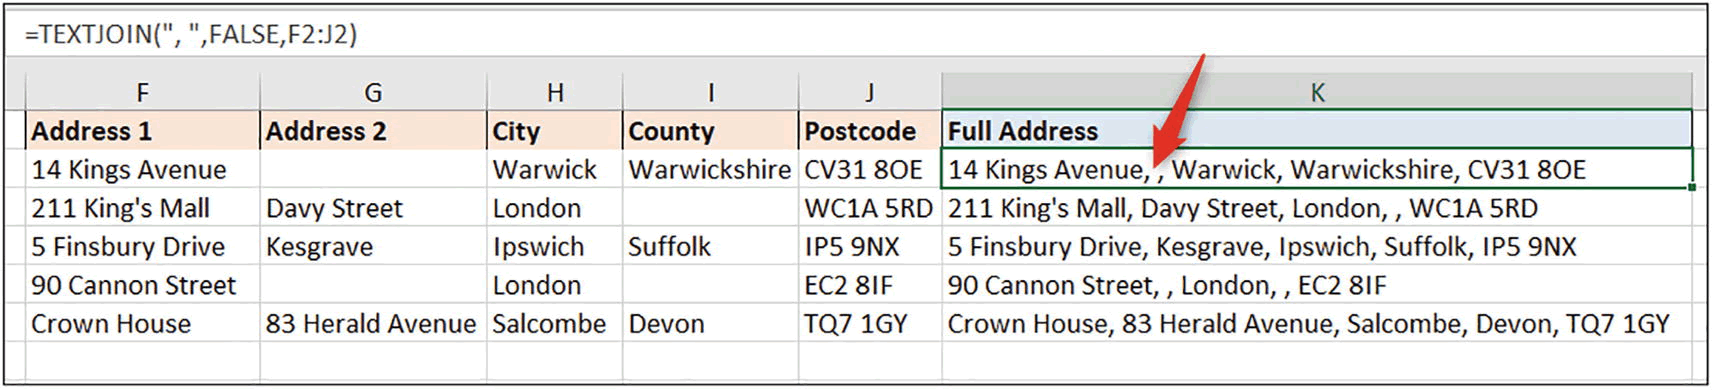 =TEXTJOIN(", ",FALSE,F2:J2)
F G H I J K
Address 1 Address 2 City County Postcode Full Address
14 Kings Avenue Warwick Warwickshire CV31 8OE 14 Kings Avenue, , Warwick, Warwickshire, CV31 8OE
211 King's Mall Davy Street London WC1A 5RD 211 King's Mall, Davy Street, London, , WC1A 5RD
5 Finsbury Drive Kesgrave Ipswich Suffolk IP5 9NX 5 Finsbury Drive, Kesgrave, Ipswich, Suffolk, IP5 9NX
90 Cannon Street London EC2 8IF 90 Cannon Street, , London, , EC2 8IF
Crown House 83 Herald Avenue Salcombe Devon TQ7 1GY Crown House, 83 Herald Avenue, Salcombe, Devon, TQ7 1GY